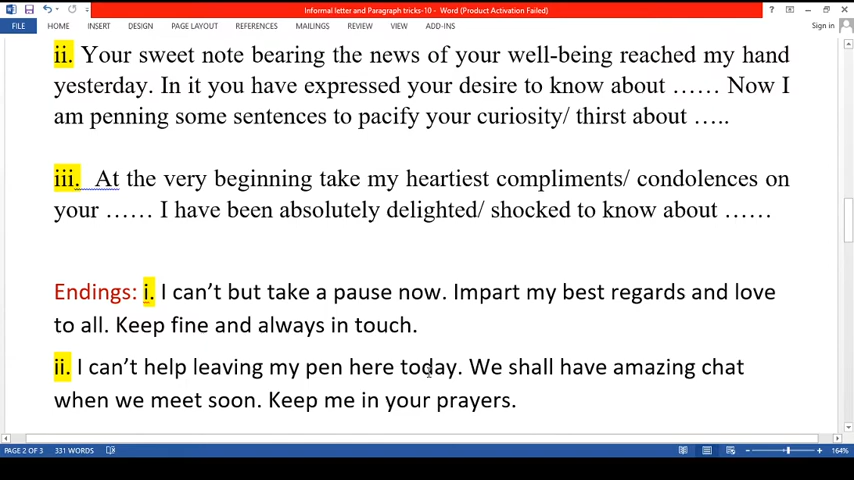 Informal letter and Paragraph tricks-10 - Word (Product Activation Failed)
FILE HOME INSERT DESIGN PAGE LAYOUT REFERENCES MAILINGS REVIEW VIEW ADD-INS Sign in
ii. Your sweet note bearing the news of your well-being reached my hand
yesterday. In it you have expressed your desire to know about …… Now I
am penning some sentences to pacify your curiosity/ thirst about …..
iii. At the very beginning take my heartiest compliments/ condolences on
your …… I have been absolutely delighted/ shocked to know about ……
Endings: i. I can’t but take a pause now. Impart my best regards and love
to all. Keep fine and always in touch.
ii. I can’t help leaving my pen here today. We shall have amazing chat
when we meet soon. Keep me in your prayers.
PAGE 2 OF 3 331 WORDS 164%